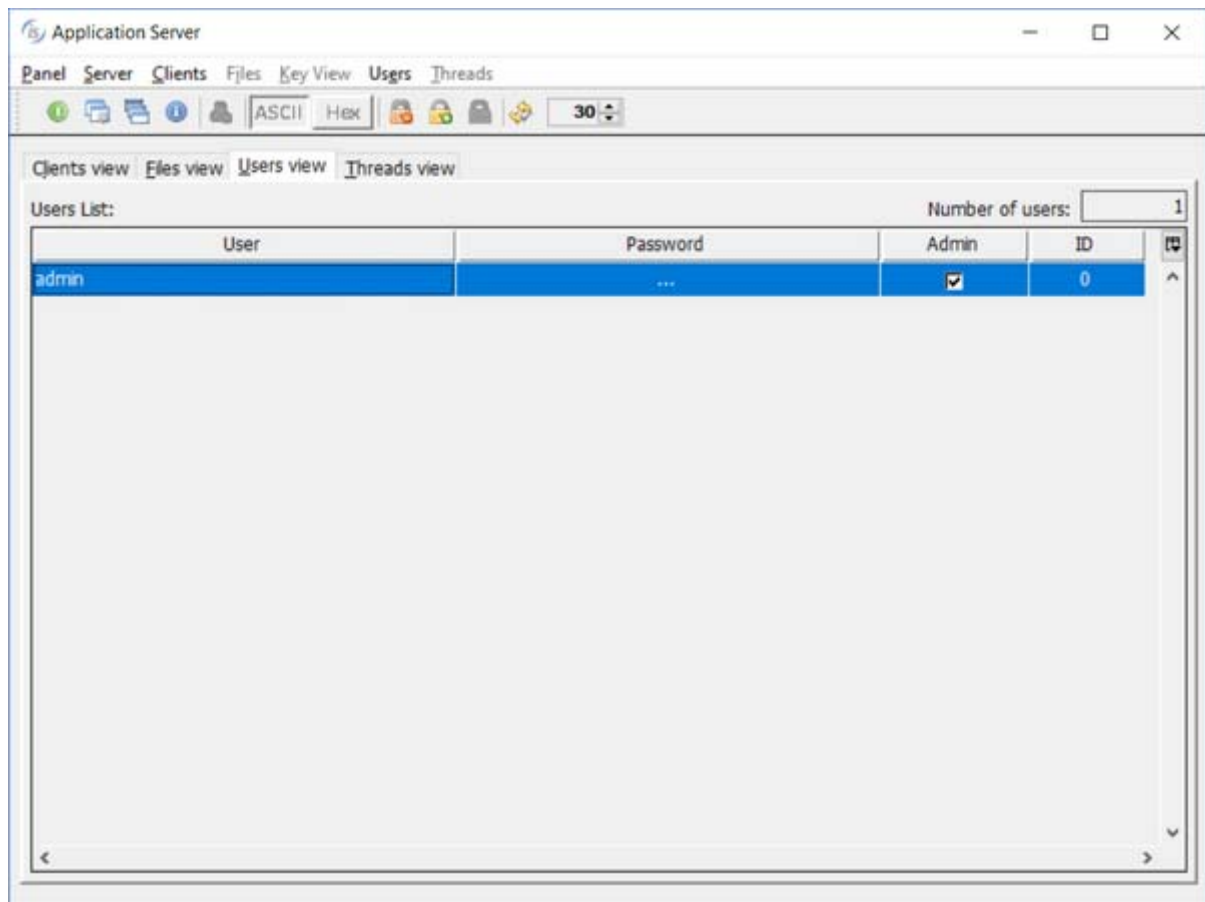 Application Server
Panel Server Clients Files Key View Users Threads
ASCII Hex 30
Clients view Files view Users view Threads view
Users List: Number of users: 1
User Password Admin ID
admin ... 0